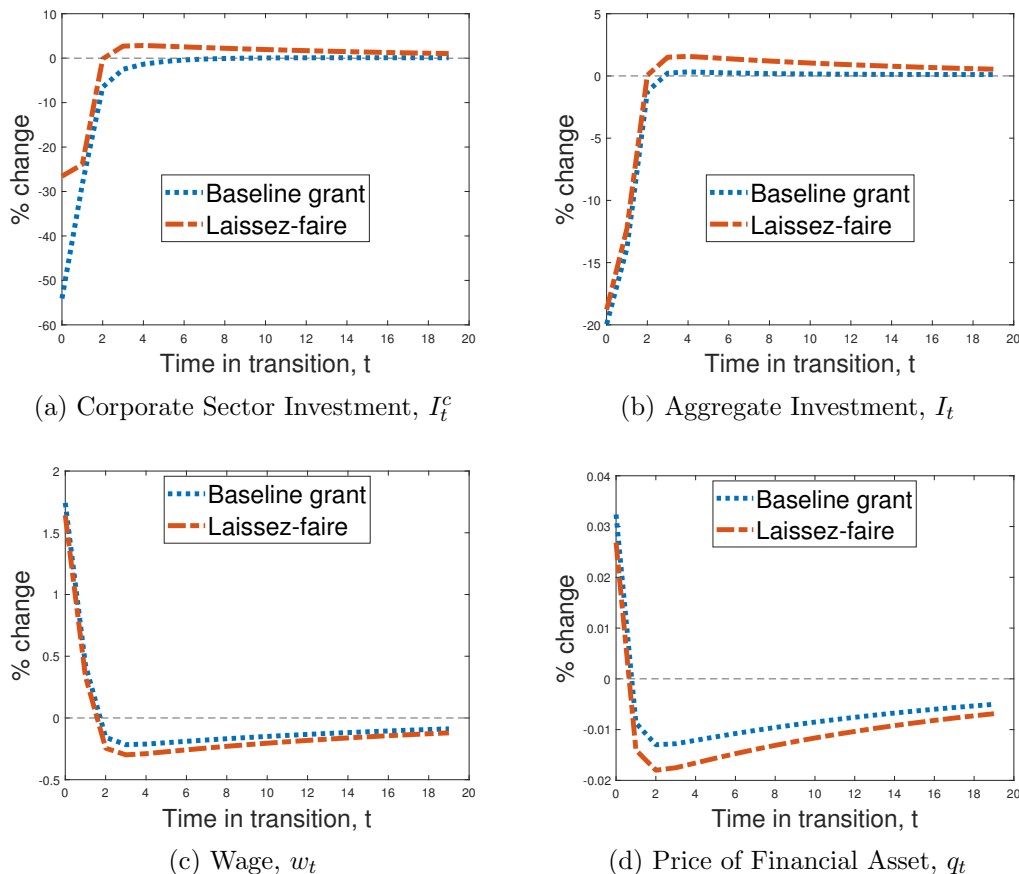 10
0
-10
-20
-30
-40
-50
-60
% change
Baseline grant
Laissez-faire
0 2 4 6 8 10 12 14 16 18 20
Time in transition, t
(a) Corporate Sector Investment, I_t^c
5
0
-5
-10
-15
-20
% change
Baseline grant
Laissez-faire
0 2 4 6 8 10 12 14 16 18 20
Time in transition, t
(b) Aggregate Investment, I_t
2
1.5
1
0.5
0
-0.5
% change
Baseline grant
Laissez-faire
0 2 4 6 8 10 12 14 16 18 20
Time in transition, t
(c) Wage, w_t
0.04
0.03
0.02
0.01
0
-0.01
-0.02
% change
Baseline grant
Laissez-faire
0 2 4 6 8 10 12 14 16 18 20
Time in transition, t
(d) Price of Financial Asset, q_t